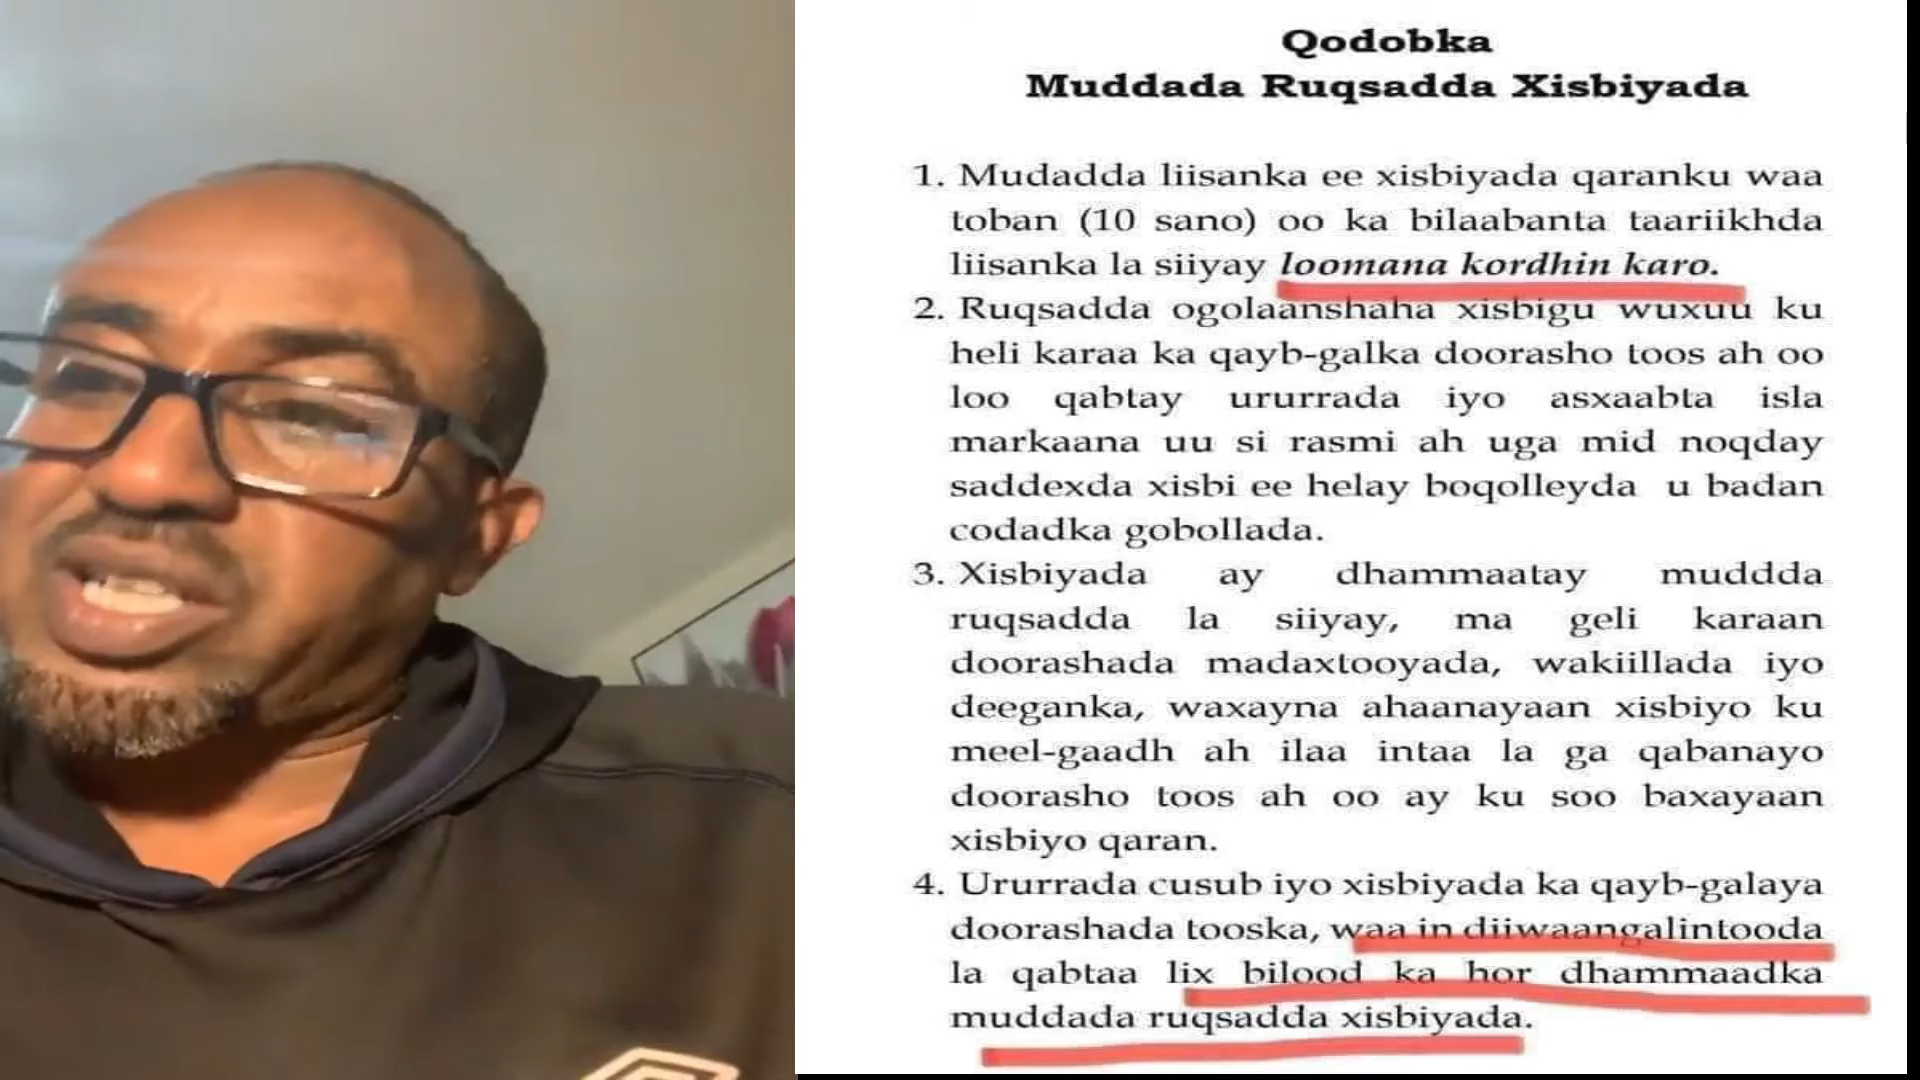 Qodobka
Muddada Ruqsadda Xisbiyada
1. Mudadda liisanka ee xisbiyada qaranku waa
toban (10 sano) oo ka bilaabanta taariikhda
liisanka la siiyay loomana kordhin karo.
2. Ruqsadda ogolaanshaha xisbigu wuxuu ku
heli karaa ka qayb-galka doorasho toos ah oo
loo qabtay ururrada iyo asxaabta isla
markaana uu si rasmi ah uga mid noqday
saddexda xisbi ee helay boqolleyda u badan
codadka gobollada.
3. Xisbiyada ay dhammaatay muddda
ruqsadda la siiyay, ma geli karaan
doorashada madaxtooyada, wakiillada iyo
deeganka, waxayna ahaanayaan xisbiyo ku
meel-gaadh ah ilaa intaa la ga qabanayo
doorasho toos ah oo ay ku soo baxayaan
xisbiyo qaran.
4. Ururrada cusub iyo xisbiyada ka qayb-galaya
doorashada tooska, waa in diiwaangalintooda
la qabtaa lix bilood ka hor dhammaadka
muddada ruqsadda xisbiyada.